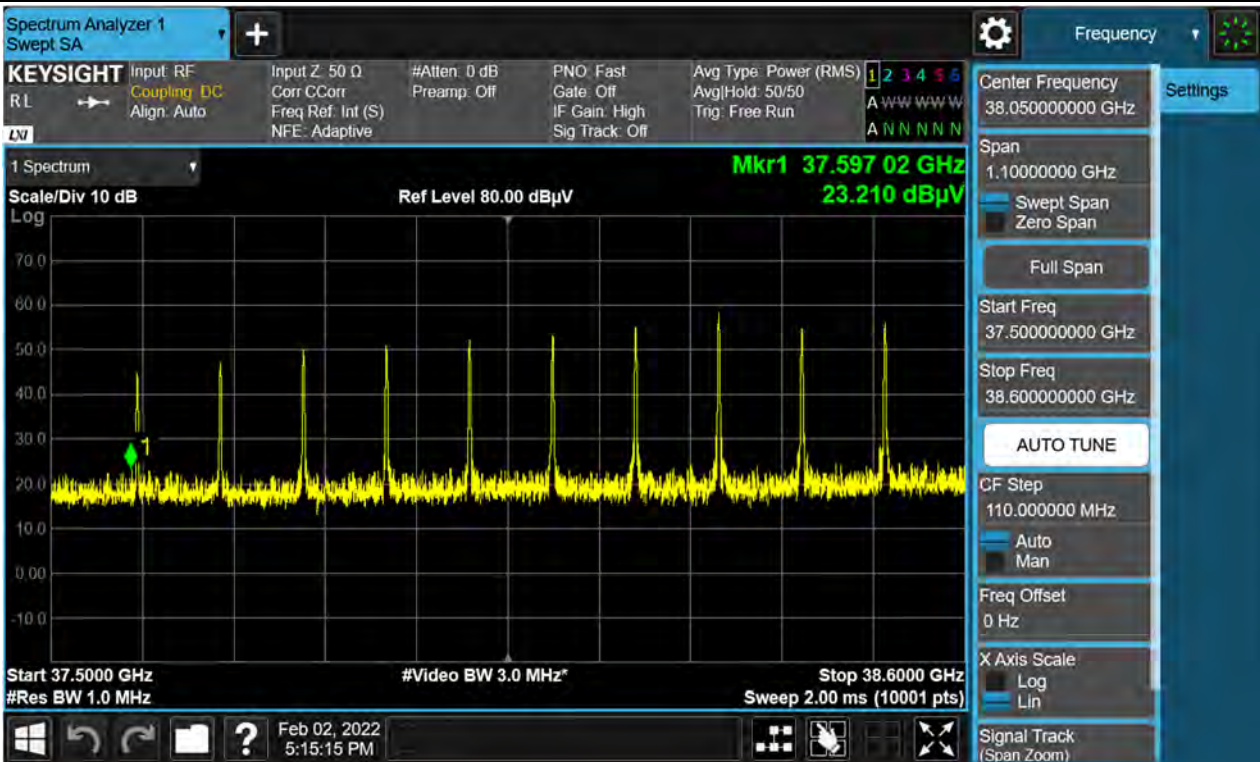 Spectrum Analyzer 1
Swept SA
+
Frequency
KEYSIGHT
RL
LXI
Input: RF
Coupling: DC
Align: Auto
Input Z: 50 Ω
Corr CCorr
Freq Ref: Int (S)
NFE: Adaptive
#Atten: 0 dB
Preamp: Off
PNO: Fast
Gate: Off
IF Gain: High
Sig Track: Off
Avg Type: Power (RMS)
Avg|Hold: 50/50
Trig: Free Run
1 2 3 4 5 6
A W W W W W
A N N N N N
1 Spectrum
Scale/Div 10 dB
Log
Ref Level 80.00 dBµV
Mkr1 37.597 02 GHz
23.210 dBµV
70.0
60.0
50.0
40.0
30.0
20.0
10.0
0.00
-10.0
1
Start 37.5000 GHz
#Res BW 1.0 MHz
#Video BW 3.0 MHz*
Stop 38.6000 GHz
Sweep 2.00 ms (10001 pts)
Center Frequency
38.050000000 GHz
Settings
Span
1.10000000 GHz
Swept Span
Zero Span
Full Span
Start Freq
37.500000000 GHz
Stop Freq
38.600000000 GHz
AUTO TUNE
CF Step
110.000000 MHz
Auto
Man
Freq Offset
0 Hz
X Axis Scale
Log
Lin
Signal Track
(Span Zoom)
?
Feb 02, 2022
5:15:15 PM